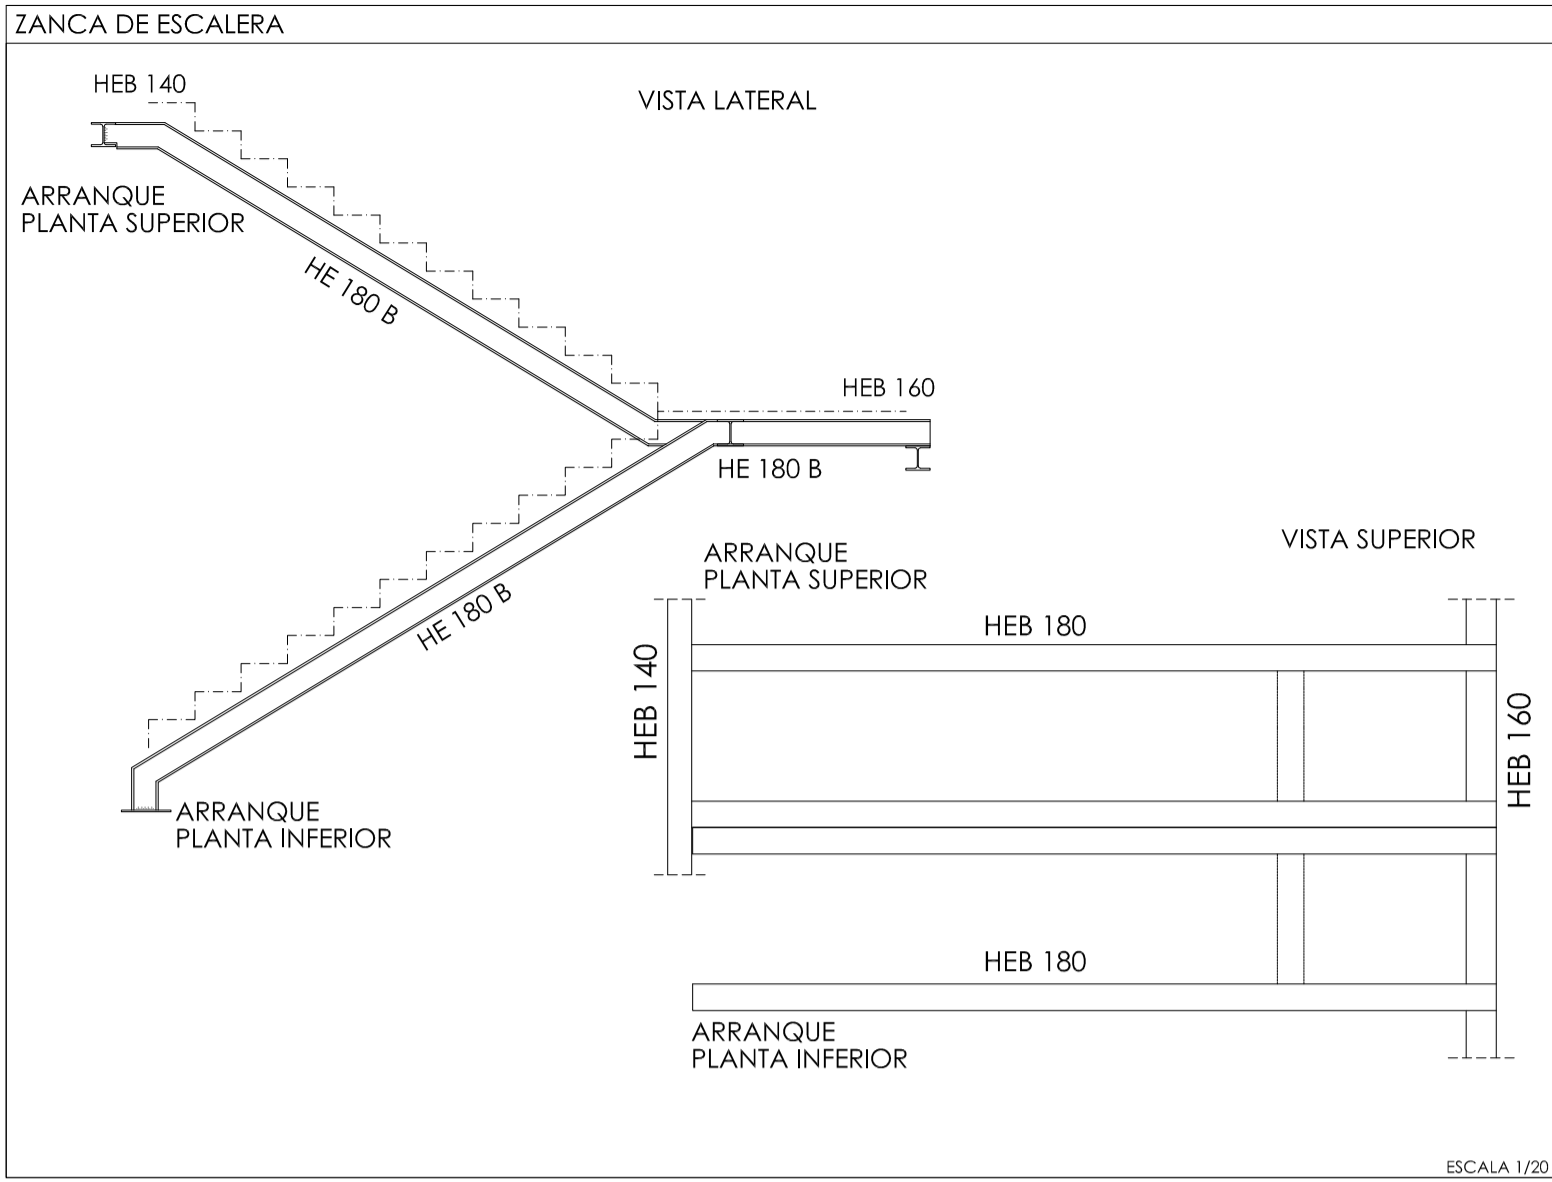 ZANCA DE ESCALERA
HEB 140
VISTA LATERAL
ARRANQUE
PLANTA SUPERIOR
HE 180 B
HEB 160
HE 180 B
HE 180 B
ARRANQUE
PLANTA INFERIOR
VISTA SUPERIOR
ARRANQUE
PLANTA SUPERIOR
HEB 180
HEB 140
HEB 160
HEB 180
ARRANQUE
PLANTA INFERIOR
ESCALA 1/20